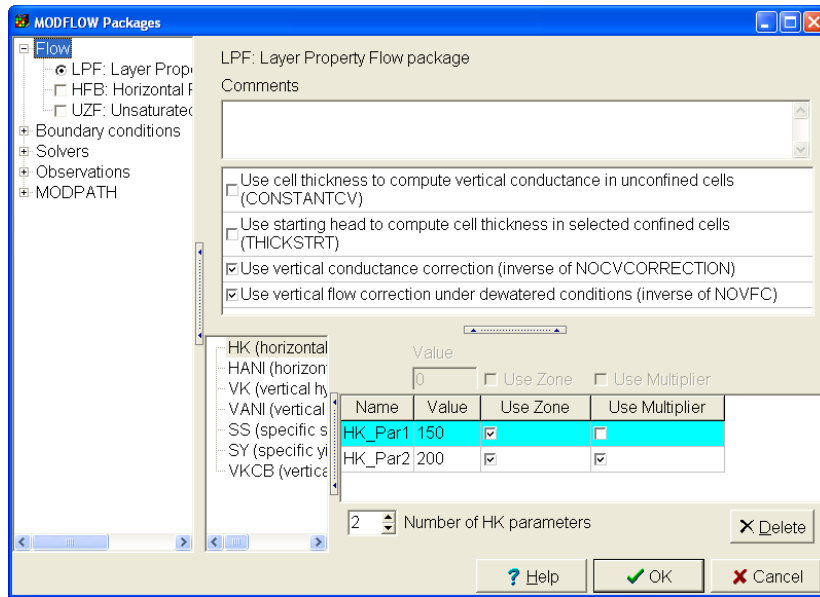 MODFLOW Packages
Flow
LPF: Layer Prop
HFB: Horizontal F
UZF: Unsaturated
Boundary conditions
Solvers
Observations
MODPATH
LPF: Layer Property Flow package
Comments
Use cell thickness to compute vertical conductance in unconfined cells
(CONSTANTCV)
Use starting head to compute cell thickness in selected confined cells
(THICKSTRT)
Use vertical conductance correction (inverse of NOCVCORRECTION)
Use vertical flow correction under dewatered conditions (inverse of NOVFC)
HK (horizontal
HANI (horizon
VK (vertical hy
VANI (vertical
SS (specific s
SY (specific yi
VKCB (vertica
Value
0 Use Zone Use Multiplier
Name Value Use Zone Use Multiplier
HK_Par1 150
HK_Par2 200
2 Number of HK parameters
Delete
? Help OK Cancel